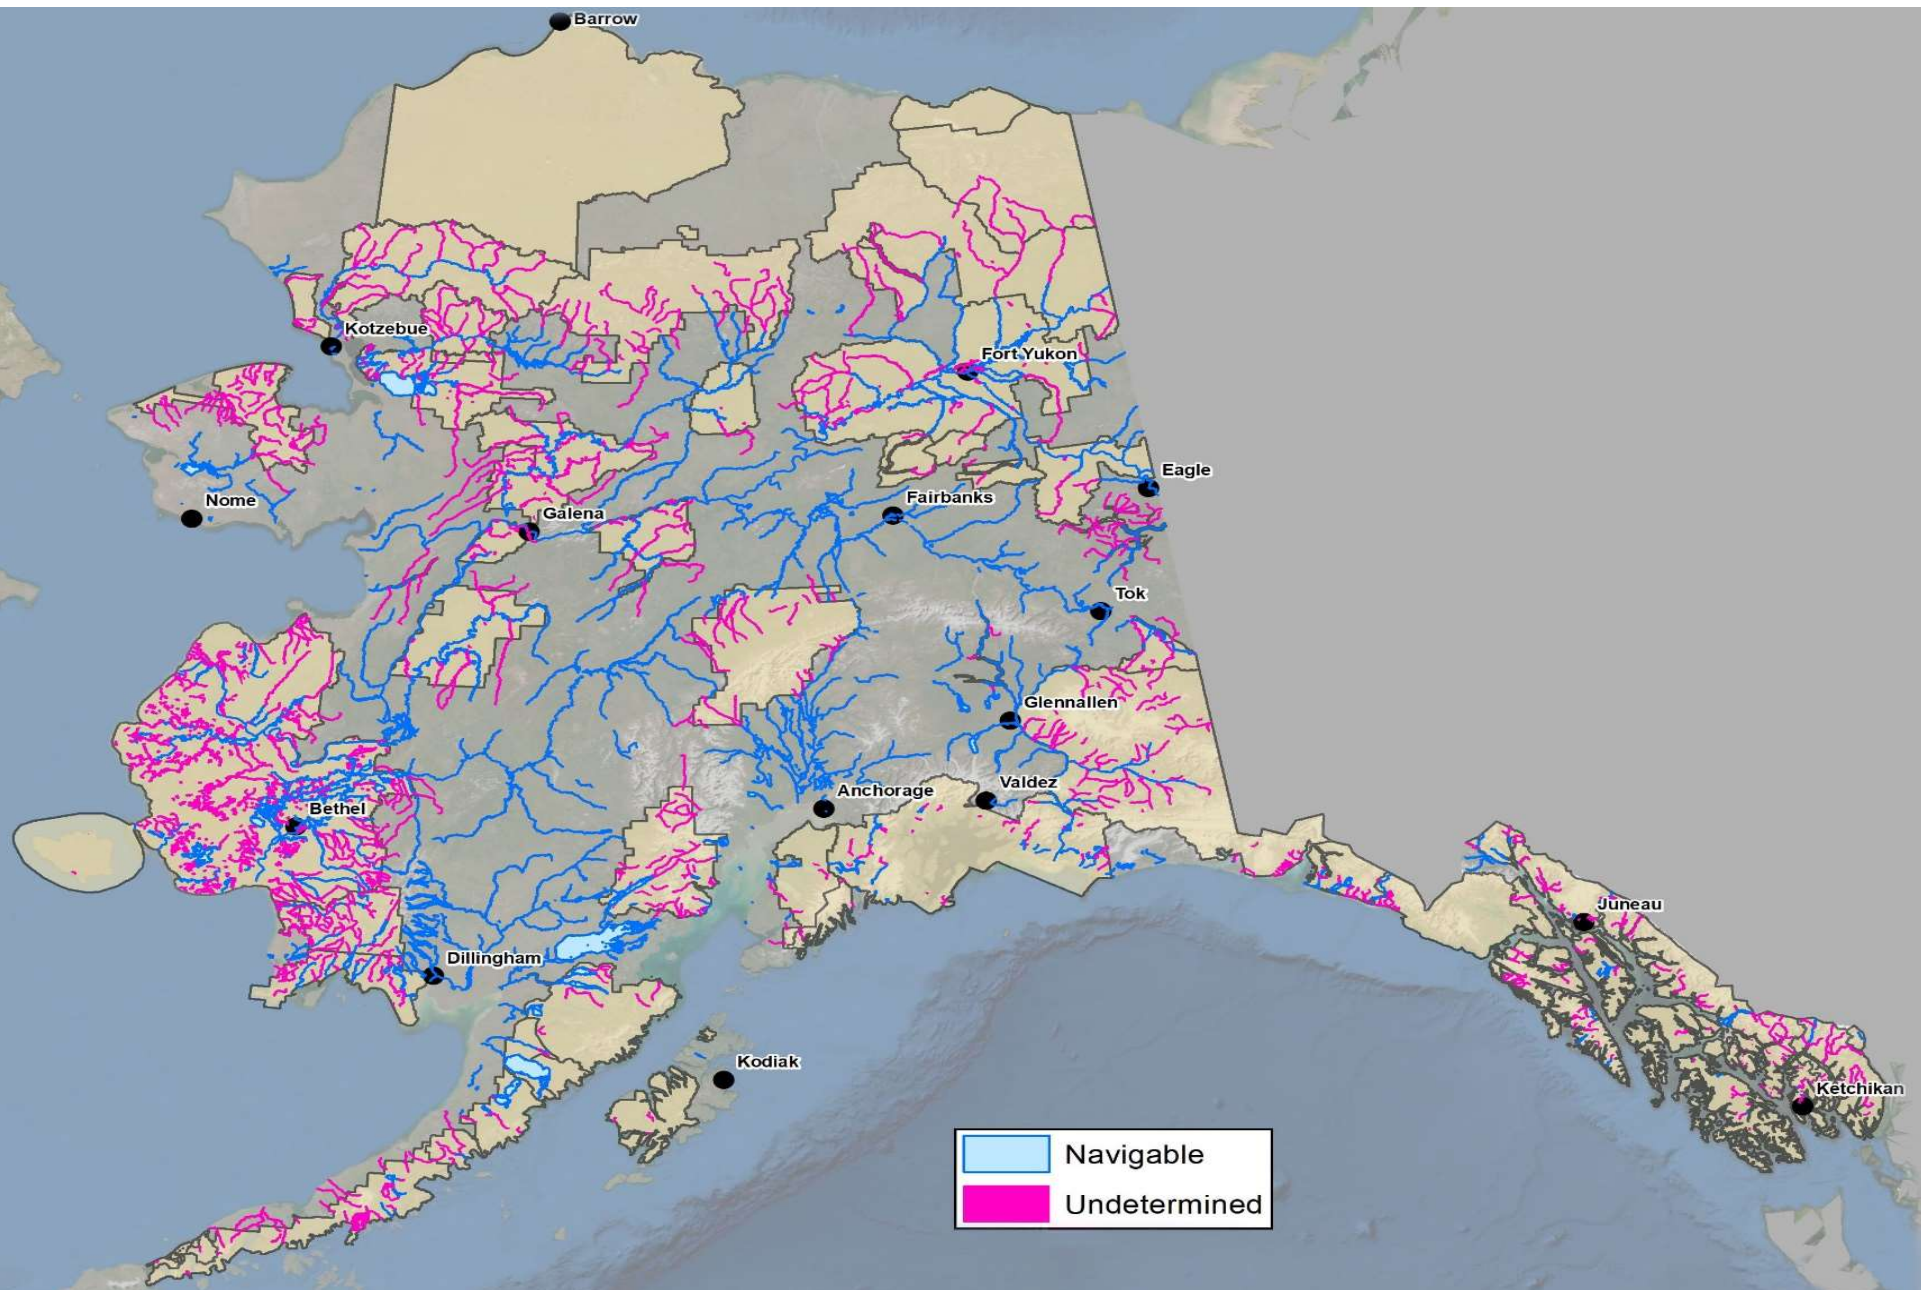 Barrow
Kotzebue
Fort Yukon
Eagle
Nome
Fairbanks
Galena
Tok
Glennallen
Valdez
Anchorage
Bethel
Juneau
Dillingham
Kodiak
Ketchikan
Navigable
Undetermined